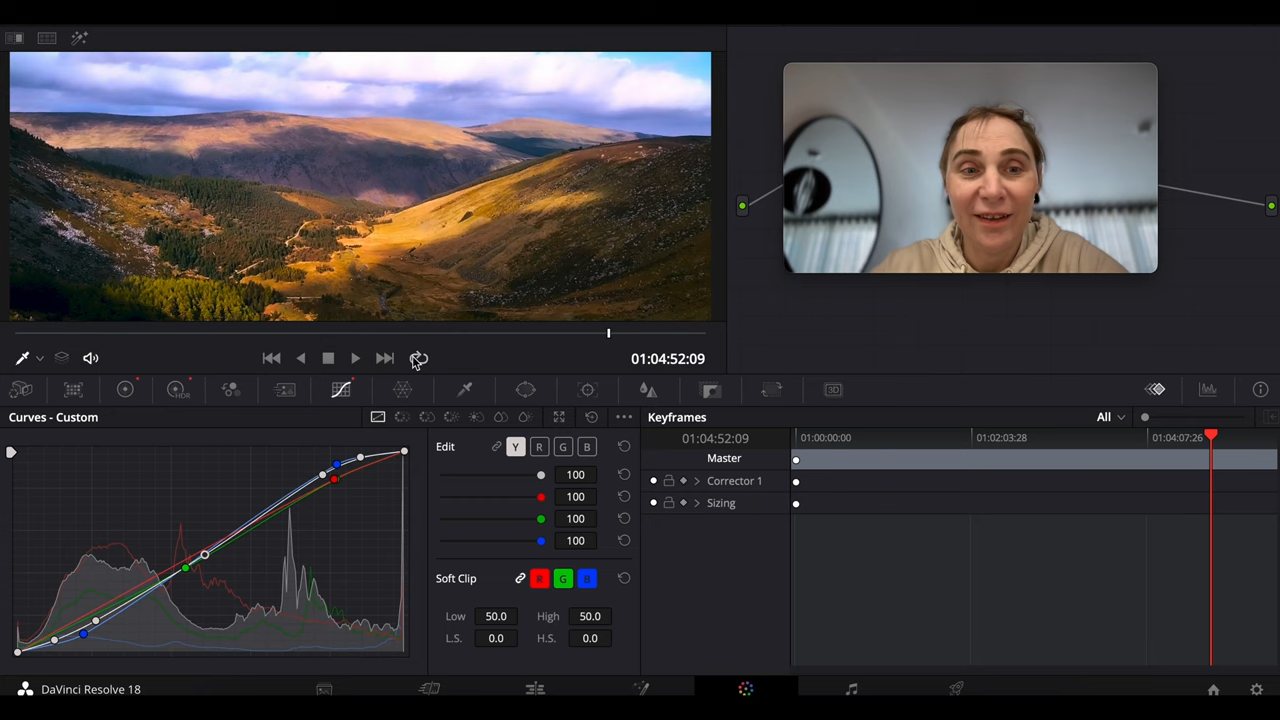 01:04:52:09
HDR
3D
Curves - Custom
Edit Y R G B
100
100
100
100
Soft Clip R G B
Low 50.0 High 50.0
L.S. 0.0 H.S. 0.0
Keyframes All
01:04:52:09 01:00:00:00 01:02:03:28 01:04:07:26
Master
Corrector 1
Sizing
DaVinci Resolve 18